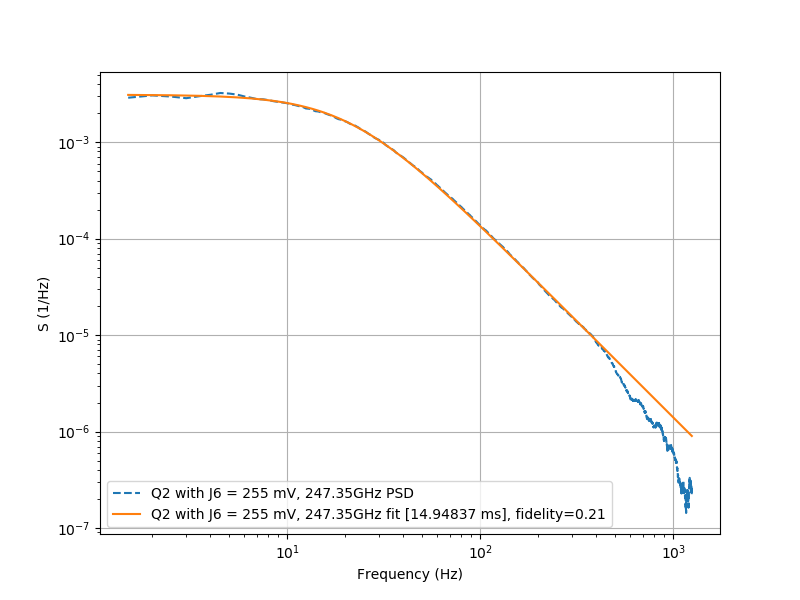 10⁻³
10⁻⁴
10⁻⁵
10⁻⁶
10⁻⁷
S (1/Hz)
Q2 with J6 = 255 mV, 247.35GHz PSD
Q2 with J6 = 255 mV, 247.35GHz fit [14.94837 ms], fidelity=0.21
10¹ 10² 10³
Frequency (Hz)